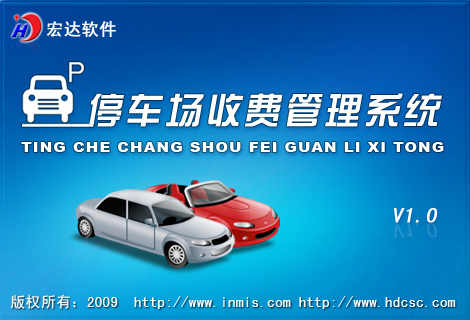 宏达软件
P
停车场收费管理系统
TING CHE CHANG SHOU FEI GUAN LI XI TONG
V1.0
版权所有：2009 http://www.inmis.com http://www.hdcsc.com